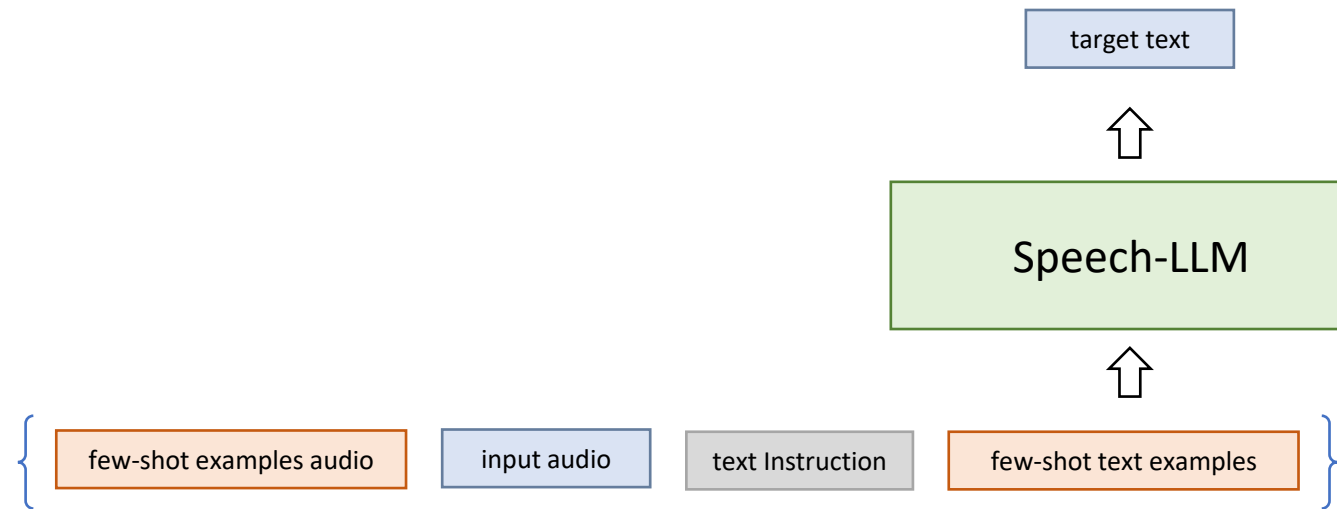 target text
Speech-LLM
few-shot examples audio
input audio
text Instruction
few-shot text examples